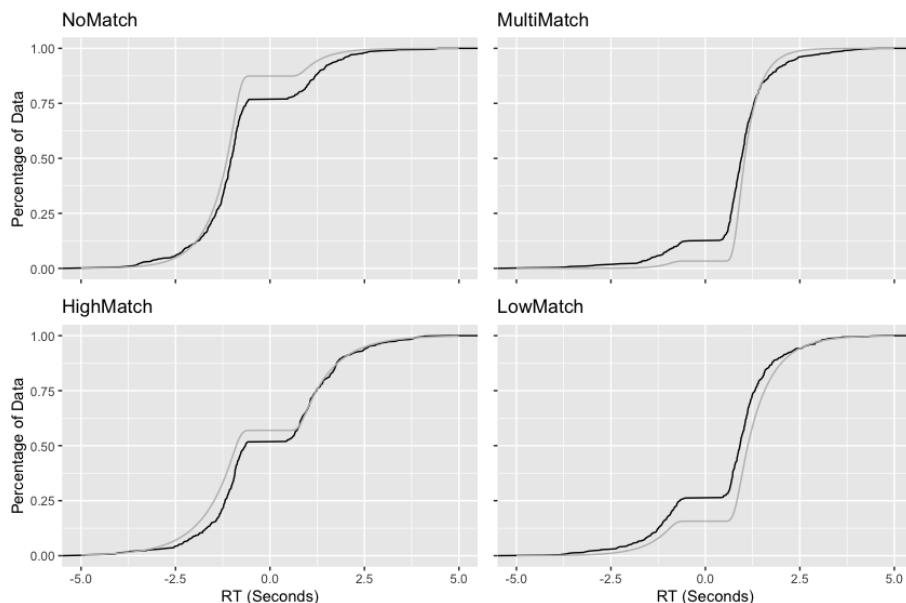 NoMatch
MultiMatch
Percentage of Data
1.00
0.75
0.50
0.25
0.00
HighMatch
LowMatch
Percentage of Data
1.00
0.75
0.50
0.25
0.00
-5.0 -2.5 0.0 2.5 5.0
-5.0 -2.5 0.0 2.5 5.0
RT (Seconds)
RT (Seconds)